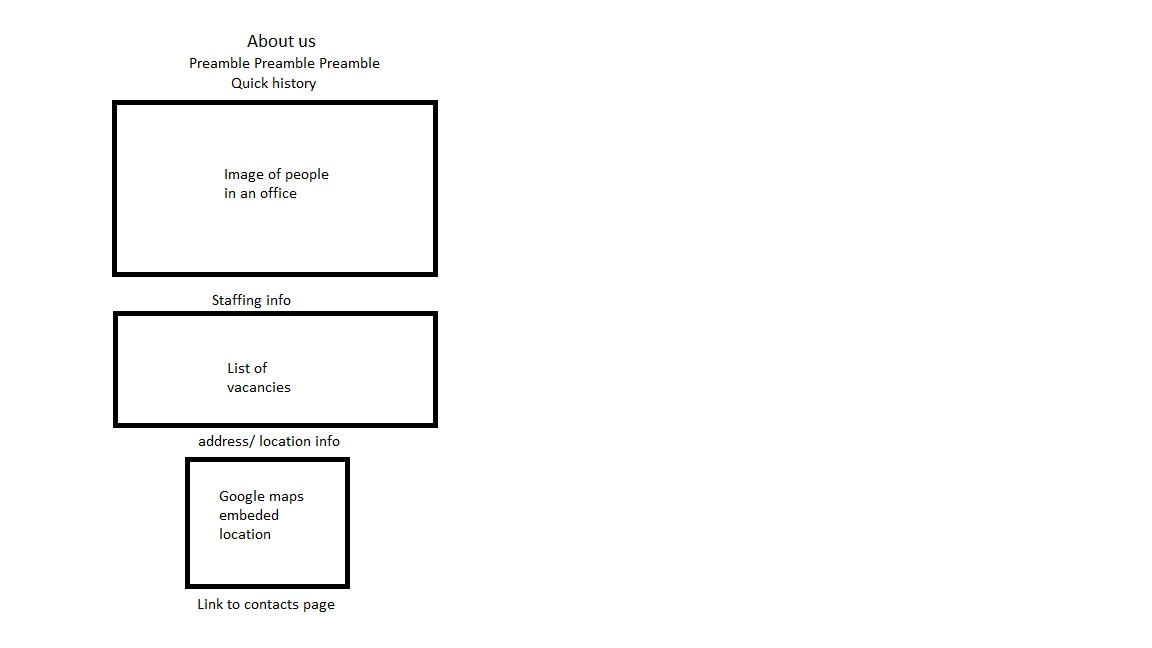 About us
Preamble Preamble Preamble
Quick history
Image of people
in an office
Staffing info
List of
vacancies
address/ location info
Google maps
embeded
location
Link to contacts page